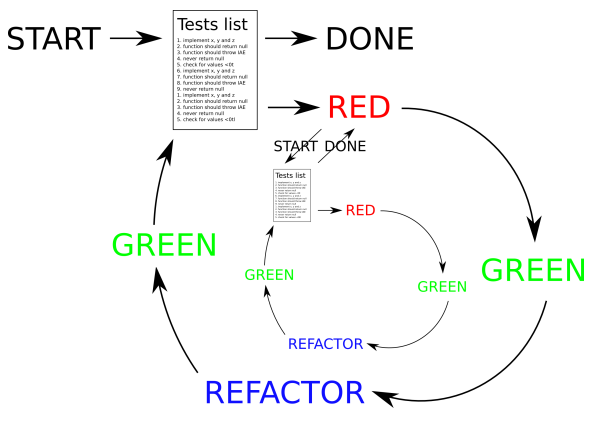 START
Tests list
1. implement x, y and z
2. function should return null
3. function should throw IAE
4. never return null
5. check for values <0t
6. implement x, y and z
7. function should return null
8. function should throw IAE
9. never return null
1. implement x, y and z
2. function should return null
3. function should throw IAE
4. never return null
5. check for values <0tl
DONE
RED
START DONE
Tests list
RED
GREEN
GREEN
REFACTOR
GREEN
GREEN
REFACTOR